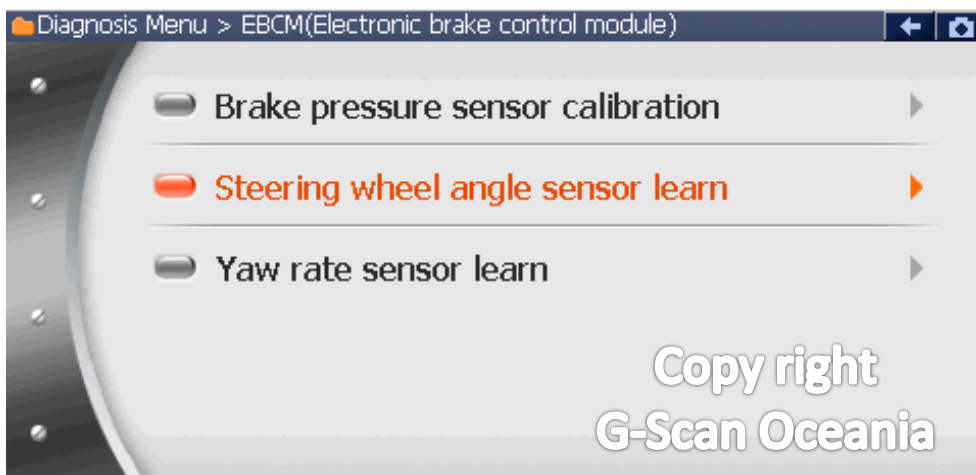 Diagnosis Menu > EBCM(Electronic brake control module)
Brake pressure sensor calibration
Steering wheel angle sensor learn
Yaw rate sensor learn
Copy right
G-Scan Oceania